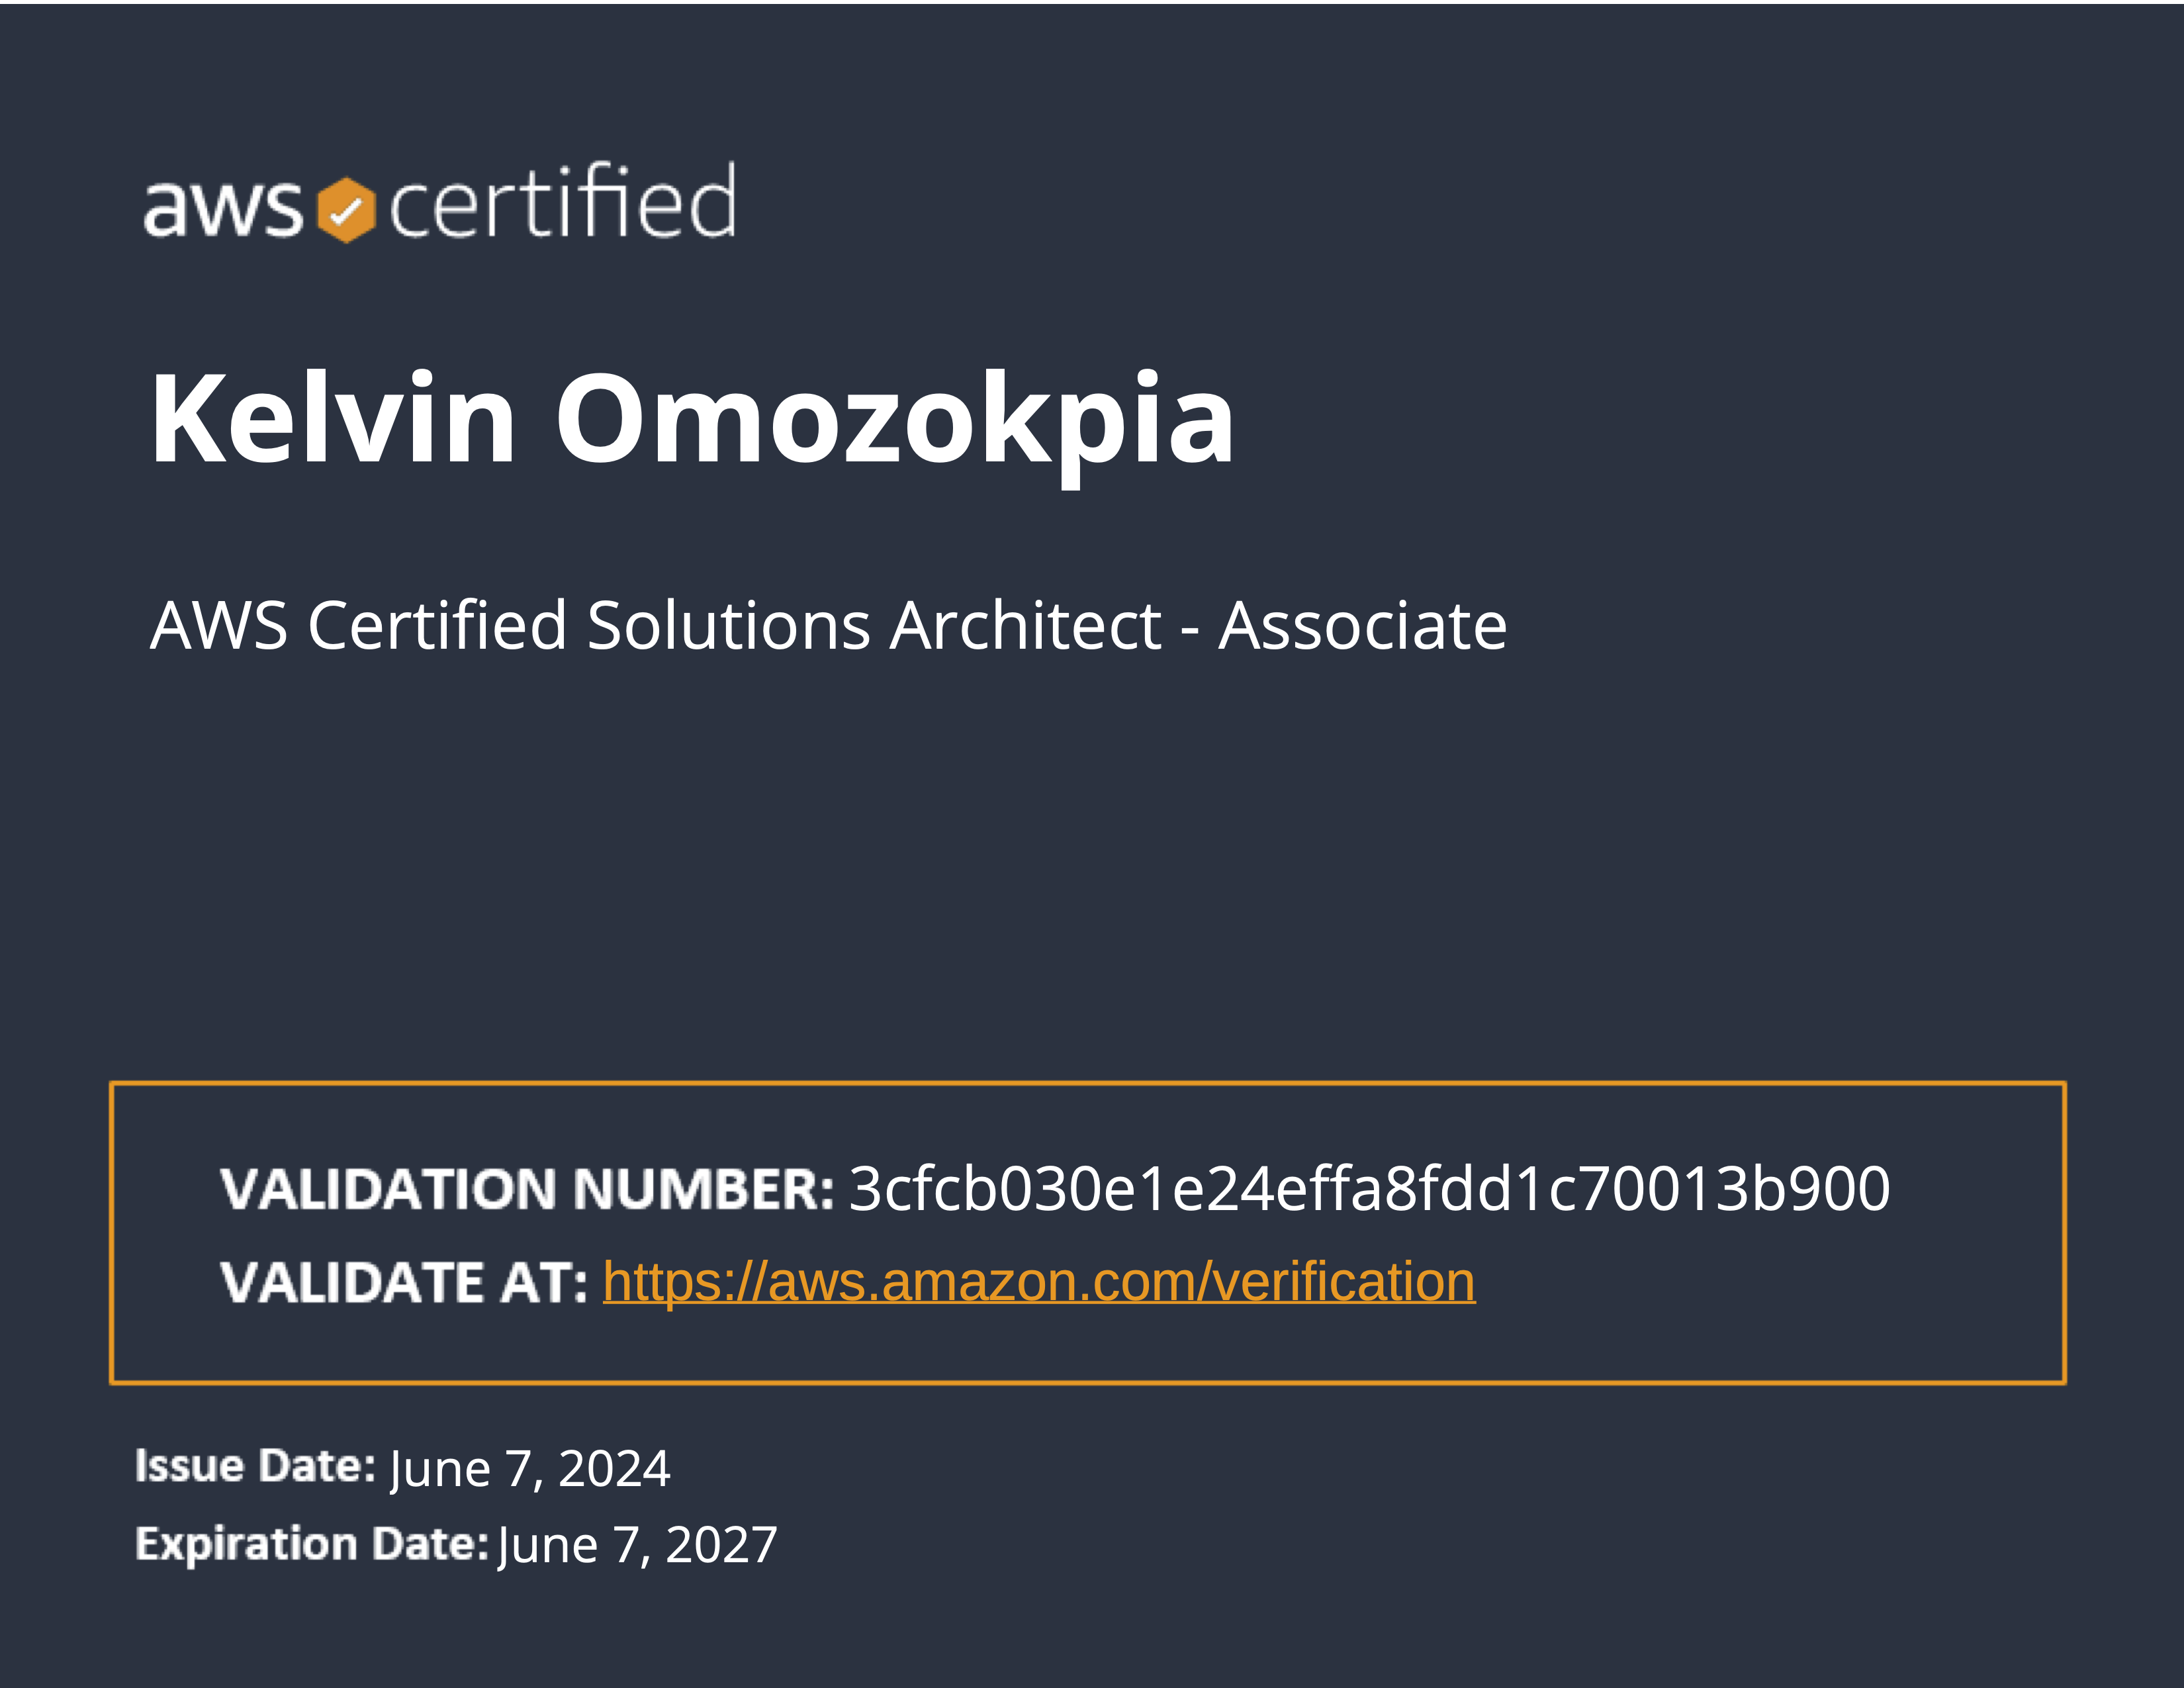 aws certified
Kelvin Omozokpia
AWS Certified Solutions Architect - Associate
VALIDATION NUMBER: 3cfcb030e1e24effa8fdd1c70013b900
VALIDATE AT: https://aws.amazon.com/verification
Issue Date: June 7, 2024
Expiration Date: June 7, 2027